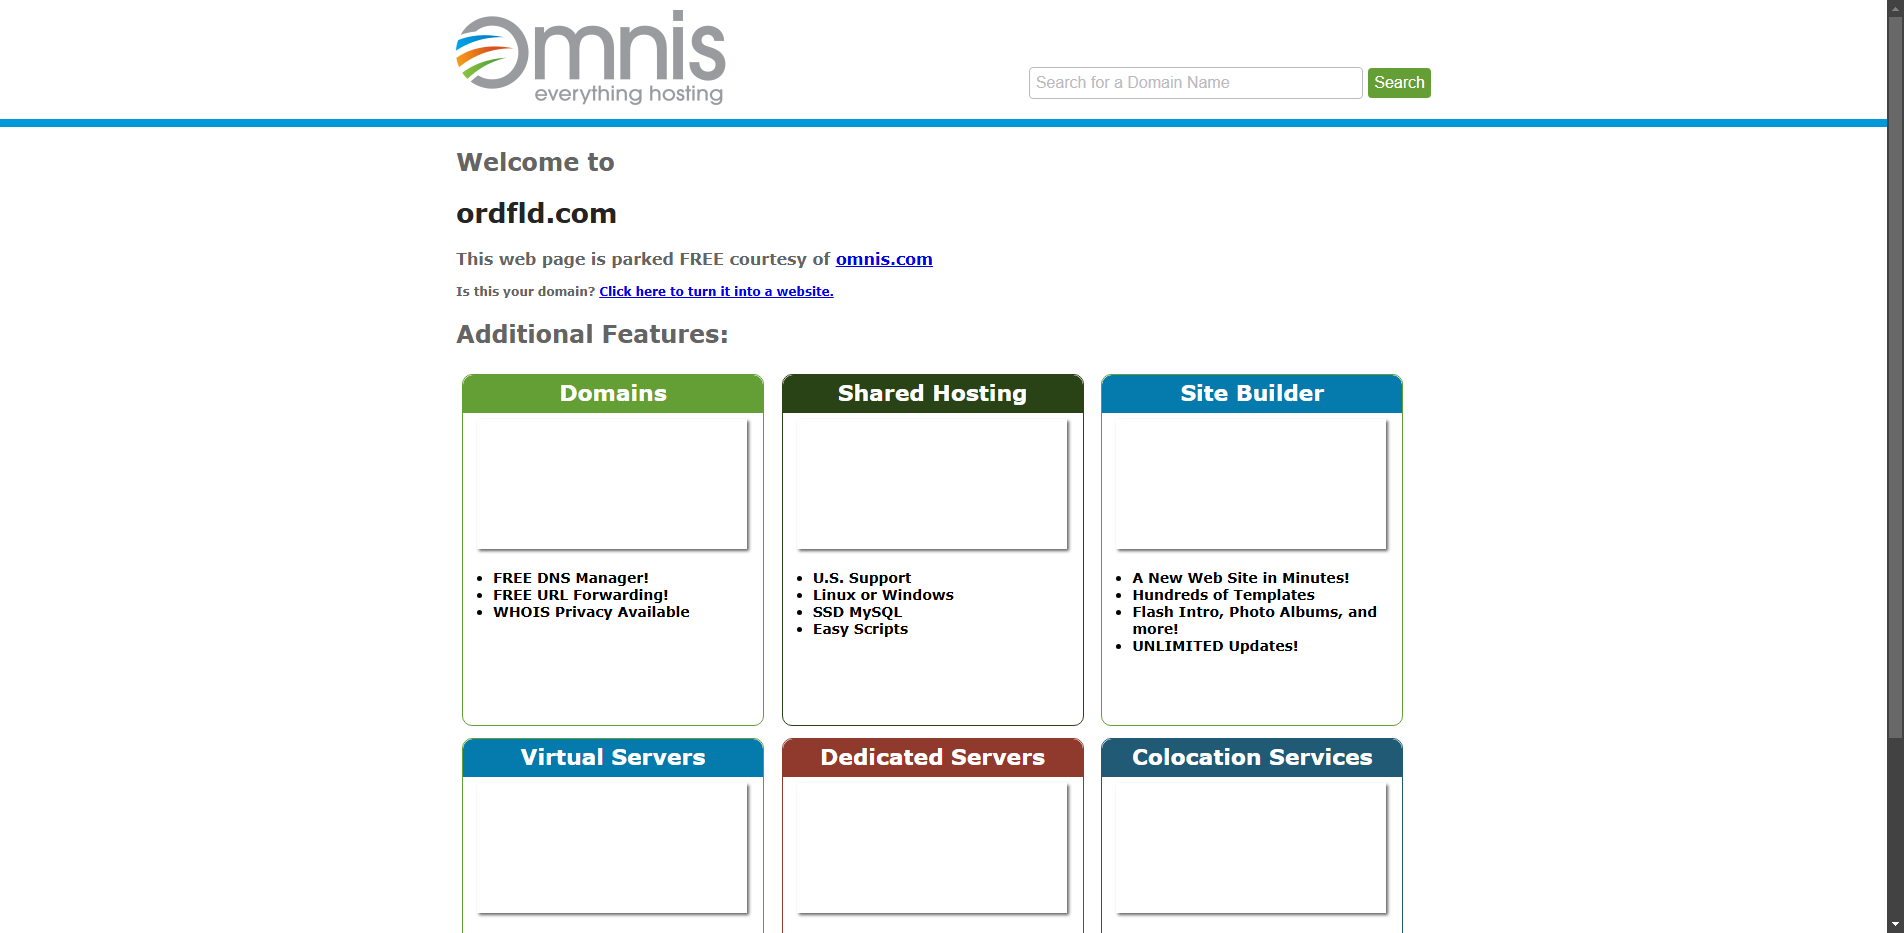 Omnis
everything hosting
Search for a Domain Name
Search
Welcome to
ordfld.com
This web page is parked FREE courtesy of omnis.com
Is this your domain? Click here to turn it into a website.
Additional Features:
Domains
FREE DNS Manager!
FREE URL Forwarding!
WHOIS Privacy Available
Shared Hosting
U.S. Support
Linux or Windows
SSD MySQL
Easy Scripts
Site Builder
A New Web Site in Minutes!
Hundreds of Templates
Flash Intro, Photo Albums, and
more!
UNLIMITED Updates!
Virtual Servers
Dedicated Servers
Colocation Services